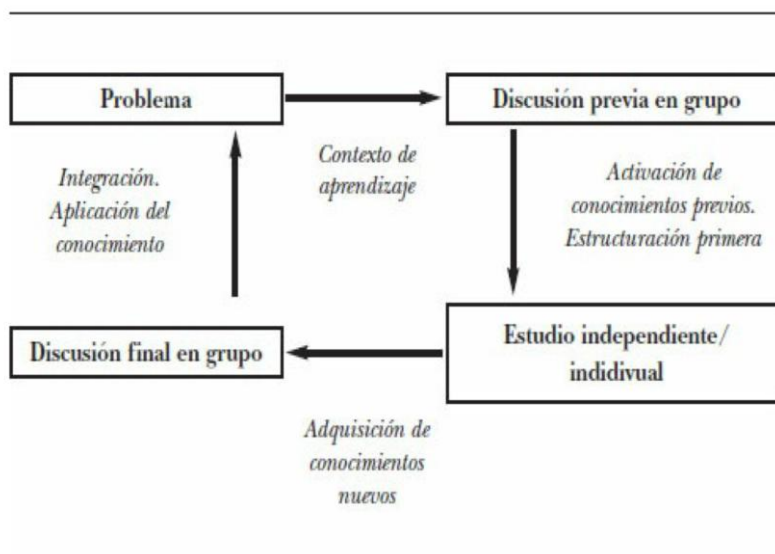 Problema
Discusión previa en grupo
Contexto de
aprendizaje
Integración.
Aplicación del
conocimiento
Activación de
conocimientos previos.
Estructuración primera
Discusión final en grupo
Estudio independiente/
indidivual
Adquisición de
conocimientos
nuevos